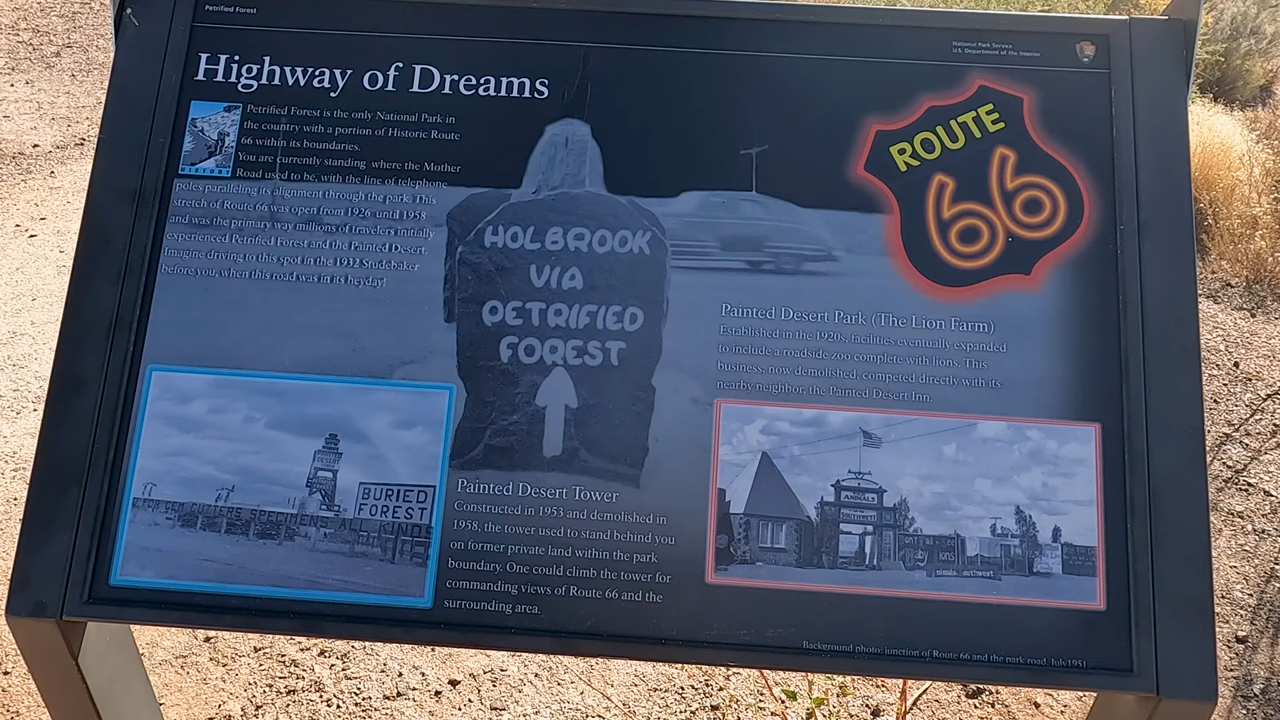 Petrified Forest
National Park Service
U.S. Department of the Interior
Highway of Dreams
HISTORY
Petrified Forest is the only National Park in
the country with a portion of Historic Route
66 within its boundaries.
You are currently standing where the Mother
Road used to be, with the line of telephone
poles paralleling its alignment through the park. This
stretch of Route 66 was open from 1926 until 1958
and was the primary way millions of travelers initially
experienced Petrified Forest and the Painted Desert.
Imagine driving to this spot in the 1932 Studebaker
before you, when this road was in its heyday!
HOLBROOK
VIA
PETRIFIED
FOREST
ROUTE
66
Painted Desert Park (The Lion Farm)
Established in the 1920s, facilities eventually expanded
to include a roadside zoo complete with lions. This
business, now demolished, competed directly with its
nearby neighbor, the Painted Desert Inn.
PAINTED
DESERT
BURIED
FOREST
GEM CUTTERS SPECIMENS ALL KIND
Painted Desert Tower
Constructed in 1953 and demolished in
1958, the tower used to stand behind you
on former private land within the park
boundary. One could climb the tower for
commanding views of Route 66 and the
surrounding area.
ANIMALS
SOUTHWEST
Background photo: junction of Route 66 and the park road, July 1951.